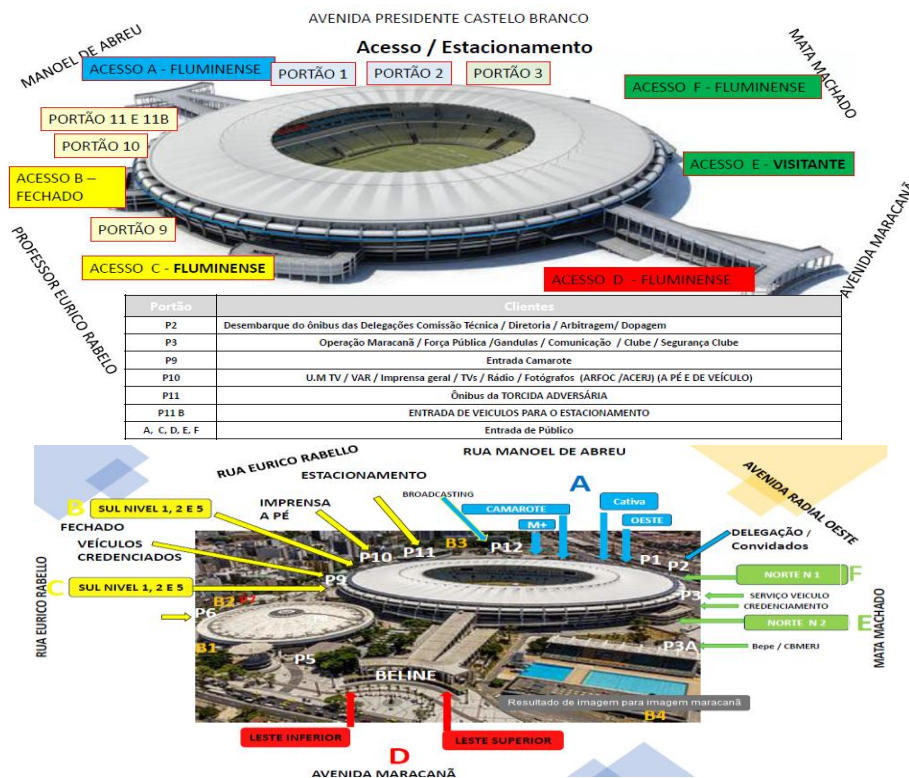 AVENIDA PRESIDENTE CASTELO BRANCO
Acesso / Estacionamento
MANOEL DE ABREU
MATA MACHADO
ACESSO A - FLUMINENSE
PORTÃO 1
PORTÃO 2
PORTÃO 3
ACESSO F - FLUMINENSE
PORTÃO 11 E 11B
PORTÃO 10
ACESSO E - VISITANTE
ACESSO B –
FECHADO
PORTÃO 9
AVENIDA MARACANÃ
PROFESSOR EURICO RABELO
ACESSO C - FLUMINENSE
ACESSO D - FLUMINENSE
Portão Clientes
P2 Desembarque do ônibus das Delegações Comissão Técnica / Diretoria / Arbitragem/ Dopagem
P3 Operação Maracanã / Força Pública /Gandulas / Comunicação / Clube / Segurança Clube
P9 Entrada Camarote
P10 U.M TV / VAR / Imprensa geral / TVs / Rádio / Fotógrafos (ARFOC /ACERJ) (A PÉ E DE VEÍCULO)
P11 Ônibus da TORCIDA ADVERSÁRIA
P11 B ENTRADA DE VEICULOS PARA O ESTACIONAMENTO
A, C, D, E, F Entrada de Público
RUA EURICO RABELLO
RUA MANOEL DE ABREU
ESTACIONAMENTO
AVENIDA RADIAL OESTE
BROADCASTING
A
B
SUL NIVEL 1, 2 E 5
IMPRENSA
A PÉ
CAMAROTE
Cativa
M+
OESTE
FECHADO
VEÍCULOS
CREDENCIADOS
DELEGAÇÃO /
Convidados
P10
P11
B3
P12
P1
P2
P9
NORTE N 1
F
C
SUL NIVEL 1, 2 E 5
B2
P3
SERVIÇO VEICULO
CREDENCIAMENTO
P6
NORTE N 2
E
RUA EURICO RABELLO
MATA MACHADO
B1
P5
P3A
Bepe / CBMERJ
BELINE
Resultado de imagem para imagem maracanã
B4
LESTE INFERIOR
LESTE SUPERIOR
D
AVENIDA MARACANÃ